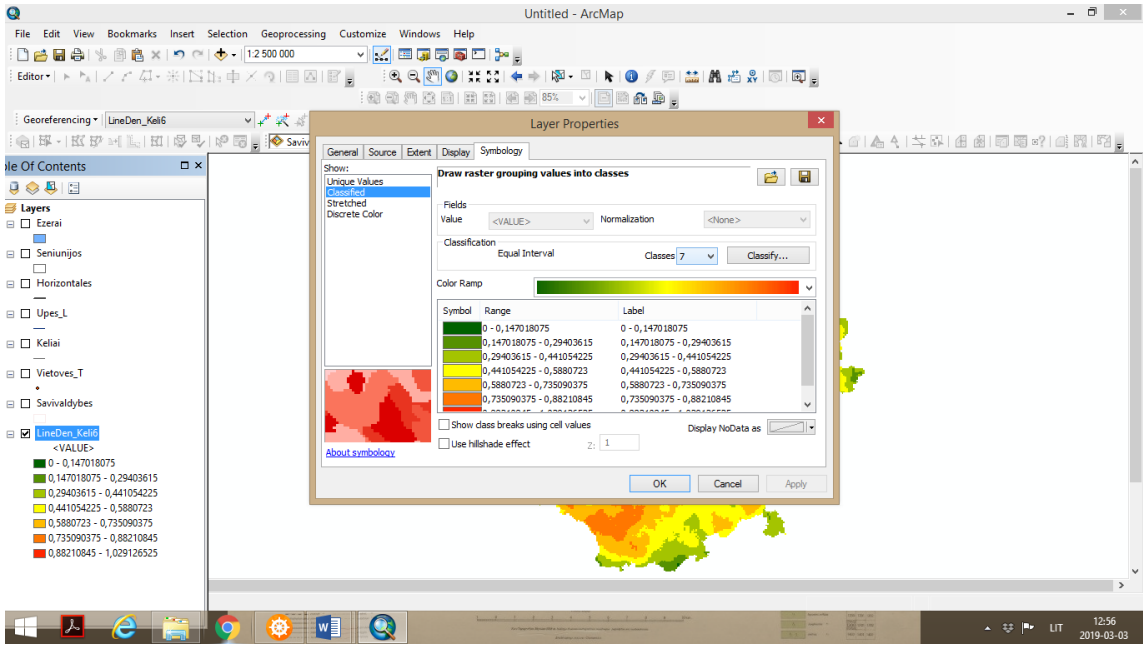 Untitled - ArcMap
File Edit View Bookmarks Insert Selection Geoprocessing Customize Windows Help
1:2 500 000
Editor
85%
Georeferencing LineDen_Keli6
Saviv
Layer Properties
ole Of Contents
Layers
Ezerai
Seniunijos
Horizontales
Upes_L
Keliai
Vietoves_T
Savivaldybes
LineDen_Keli6
<VALUE>
0 - 0,147018075
0,147018075 - 0,29403615
0,29403615 - 0,441054225
0,441054225 - 0,5880723
0,5880723 - 0,735090375
0,735090375 - 0,88210845
0,88210845 - 1,029126525
General Source Extent Display Symbology
Show:
Unique Values
Classified
Stretched
Discrete Color
About symbology
Draw raster grouping values into classes
Fields
Value <VALUE> Normalization <None>
Classification
Equal Interval Classes 7 Classify...
Color Ramp
Symbol Range Label
0 - 0,147018075 0 - 0,147018075
0,147018075 - 0,29403615 0,147018075 - 0,29403615
0,29403615 - 0,441054225 0,29403615 - 0,441054225
0,441054225 - 0,5880723 0,441054225 - 0,5880723
0,5880723 - 0,735090375 0,5880723 - 0,735090375
0,735090375 - 0,88210845 0,735090375 - 0,88210845
Show class breaks using cell values Display NoData as
Use hillshade effect Z: 1
OK Cancel Apply
LIT 12:56
2019-03-03